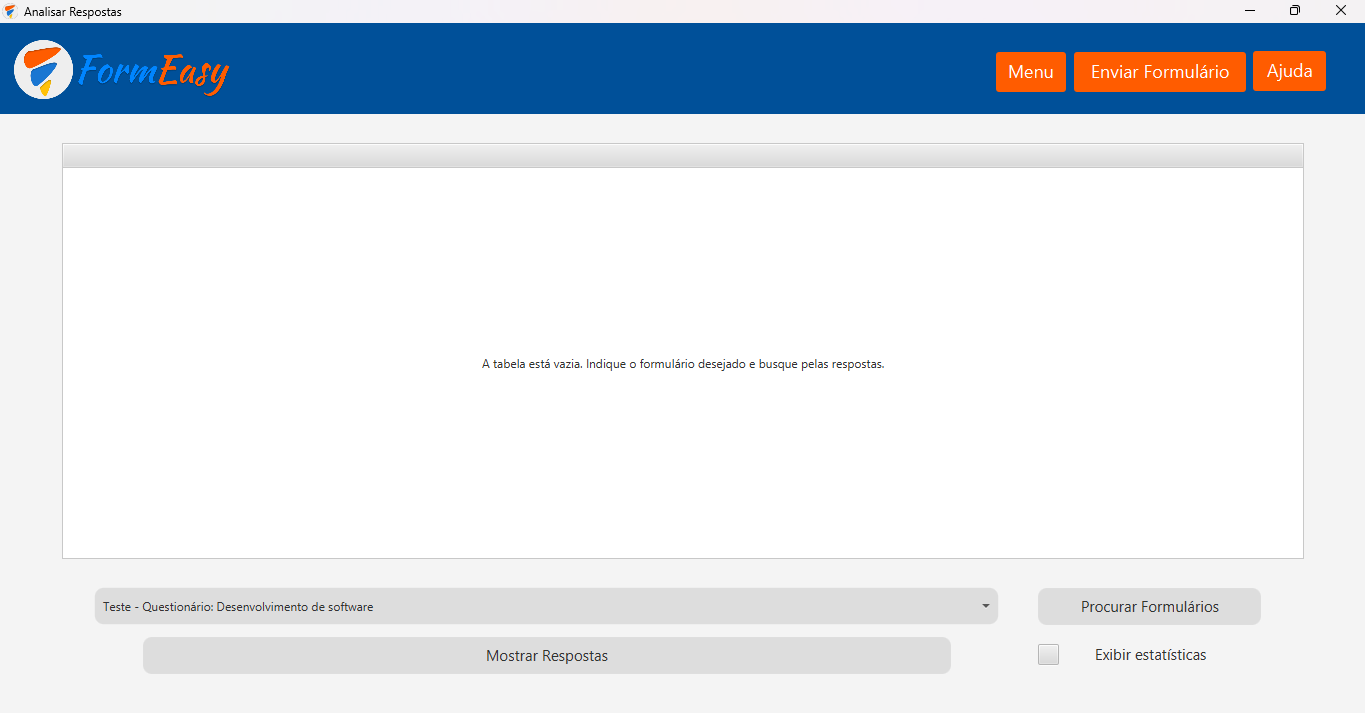 Analisar Respostas
FormEasy
Menu
Enviar Formulário
Ajuda
A tabela está vazia. Indique o formulário desejado e busque pelas respostas.
Teste - Questionário: Desenvolvimento de software
Procurar Formulários
Mostrar Respostas
Exibir estatísticas